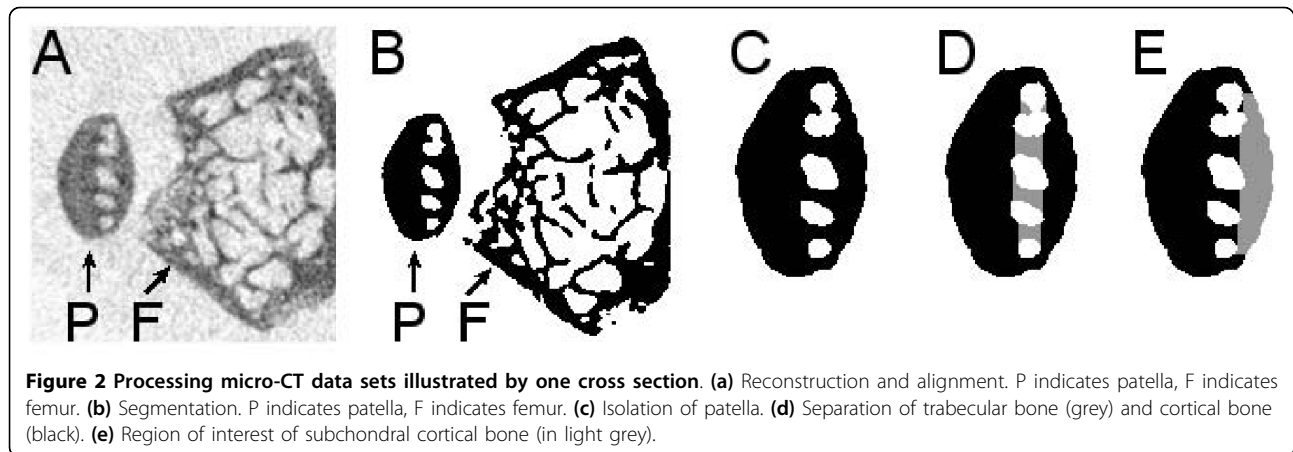 A B C D E
P F P F
Figure 2 Processing micro-CT data sets illustrated by one cross section. (a) Reconstruction and alignment. P indicates patella, F indicates
femur. (b) Segmentation. P indicates patella, F indicates femur. (c) Isolation of patella. (d) Separation of trabecular bone (grey) and cortical bone
(black). (e) Region of interest of subchondral cortical bone (in light grey).